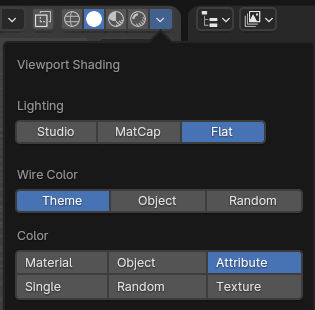 Viewport Shading
Lighting
Studio MatCap Flat
Wire Color
Theme Object Random
Color
Material Object Attribute
Single Random Texture